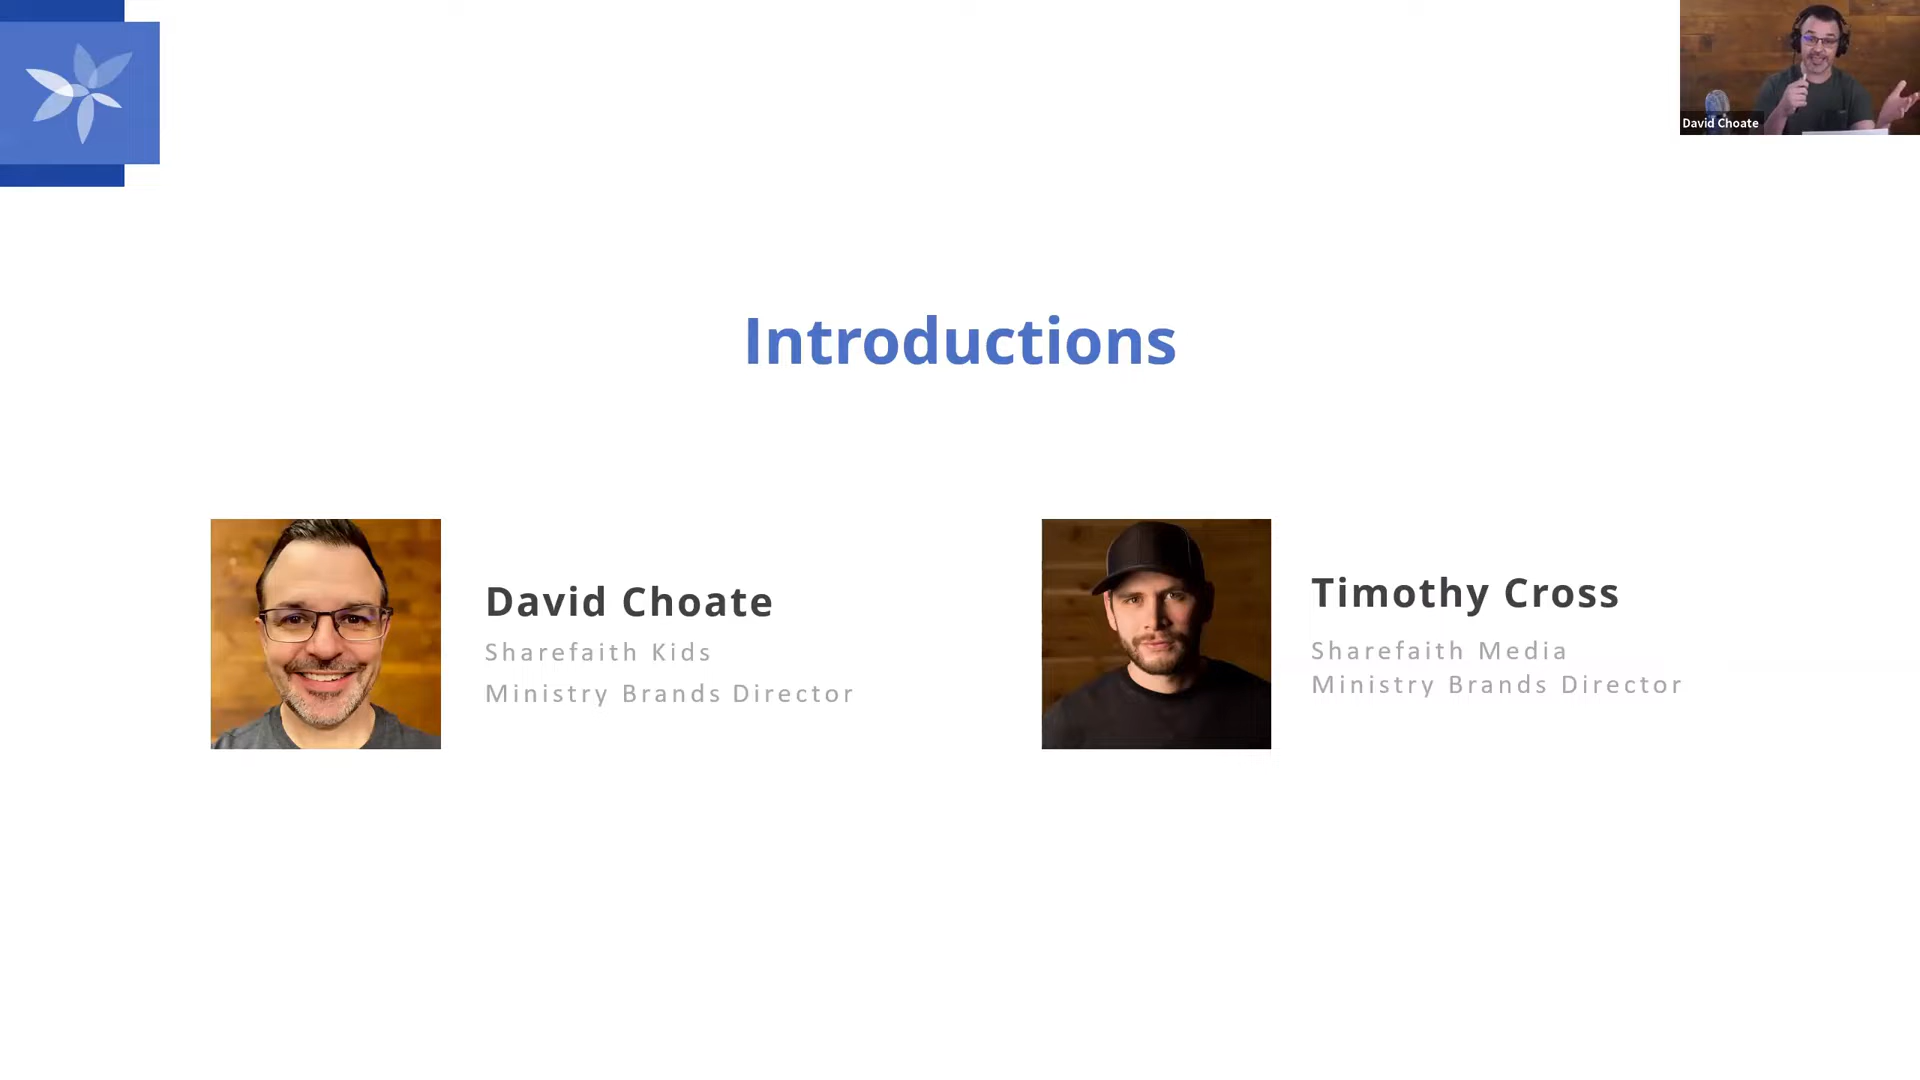 David Choate
Introductions
David Choate
Sharefaith Kids
Ministry Brands Director
Timothy Cross
Sharefaith Media
Ministry Brands Director